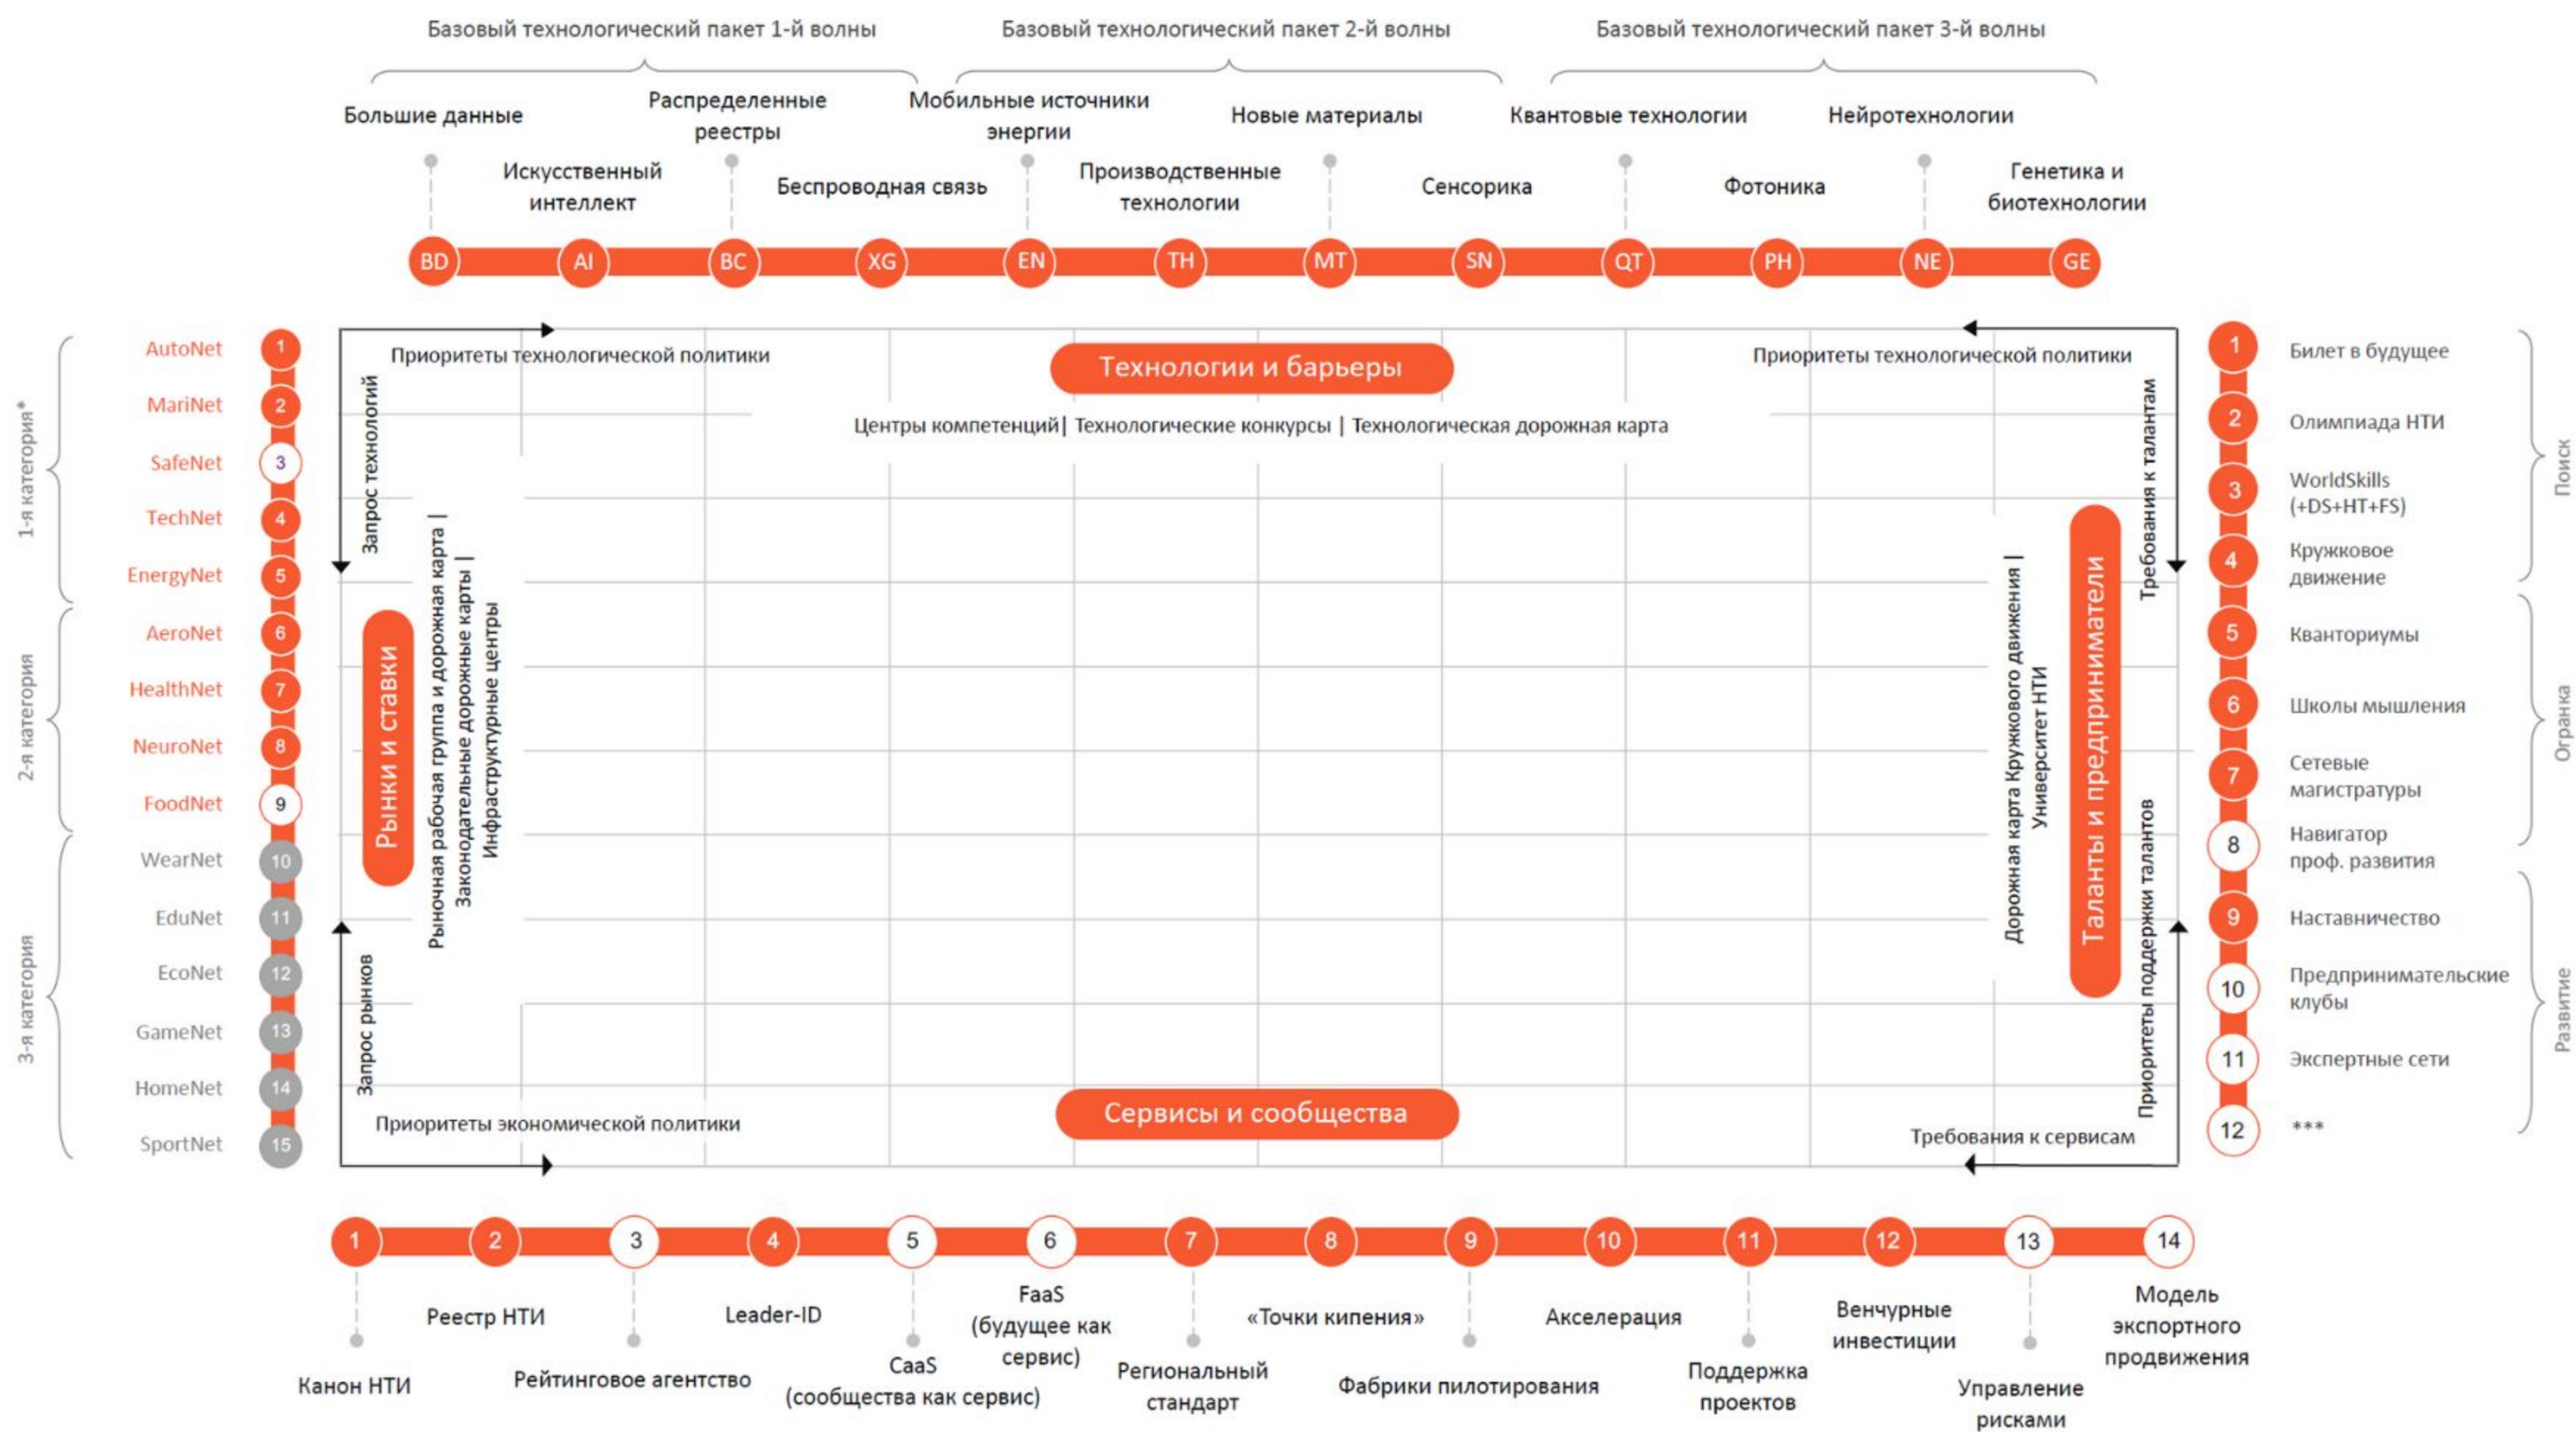 Базовый технологический пакет 1-й волны
Базовый технологический пакет 2-й волны
Базовый технологический пакет 3-й волны
Большие данные
Искусственный
интеллект
Распределенные
реестры
Беспроводная связь
Мобильные источники
энергии
Производственные
технологии
Новые материалы
Сенсорика
Квантовые технологии
Фотоника
Нейротехнологии
Генетика и
биотехнологии
BD
AI
BC
XG
EN
TH
MT
SN
QT
PH
NE
GE
1-я категория*
AutoNet 1
MariNet 2
SafeNet 3
TechNet 4
EnergyNet 5
2-я категория
AeroNet 6
HealthNet 7
NeuroNet 8
FoodNet 9
3-я категория
WearNet 10
EduNet 11
EcoNet 12
GameNet 13
HomeNet 14
SportNet 15
Приоритеты технологической политики
Запрос технологий
Технологии и барьеры
Центры компетенций| Технологические конкурсы | Технологическая дорожная карта
Приоритеты технологической политики
Требования к талантам
Рынки и ставки
Рыночная рабочая группа и дорожная карта |
Законодательные дорожные карты |
Инфраструктурные центры
Дорожная карта Кружкового движения |
Университет НТИ
Таланты и предприниматели
Запрос рынков
Приоритеты экономической политики
Сервисы и сообщества
Приоритеты поддержки талантов
Требования к сервисам
1 Билет в будущее
2 Олимпиада НТИ
3 WorldSkills
(+DS+HT+FS)
4 Кружковое
движение
Поиск
5 Кванториумы
6 Школы мышления
7 Сетевые
магистратуры
8 Навигатор
проф. развития
Огранка
9 Наставничество
10 Предпринимательские
клубы
11 Экспертные сети
12 ***
Развитие
1
2
3
4
5
6
7
8
9
10
11
12
13
14
Канон НТИ
Реестр НТИ
Рейтинговое агентство
Leader-ID
CaaS
(сообщества как сервис)
FaaS
(будущее как
сервис)
Региональный
стандарт
«Точки кипения»
Фабрики пилотирования
Акселерация
Поддержка
проектов
Венчурные
инвестиции
Управление
рисками
Модель
экспортного
продвижения